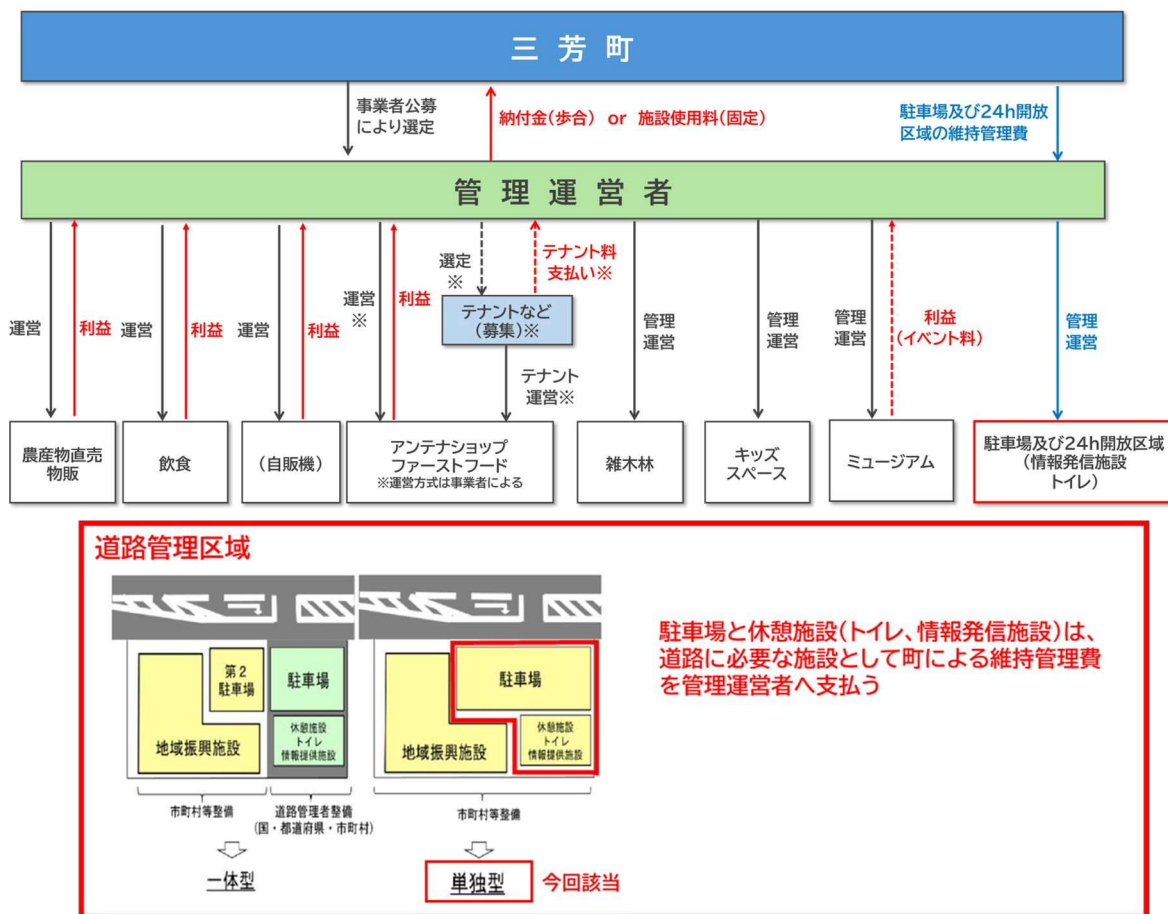 三芳町
事業者公募
により選定
納付金(歩合) or 施設使用料(固定)
駐車場及び24h開放
区域の維持管理費
管理運営者
運営
利益
運営
利益
運営
利益
運営
※
利益
選定
※
テナント料
支払い※
テナントなど
(募集)※
テナント
運営※
管理
運営
管理
運営
管理
運営
利益
(イベント料)
管理
運営
農産物直売
物販
飲食
(自販機)
アンテナショップ
ファーストフード
※運営方式は事業者による
雑木林
キッズ
スペース
ミュージアム
駐車場及び24h開放区域
(情報発信施設
トイレ)
道路管理区域
第2
駐車場
駐車場
地域振興施設
休憩施設
トイレ
情報提供施設
市町村等整備
道路管理者整備
(国・都道府県・市町村)
一体型
駐車場
地域振興施設
休憩施設
トイレ
情報提供施設
市町村等整備
単独型
今回該当
駐車場と休憩施設(トイレ、情報発信施設)は、
道路に必要な施設として町による維持管理費
を管理運営者へ支払う